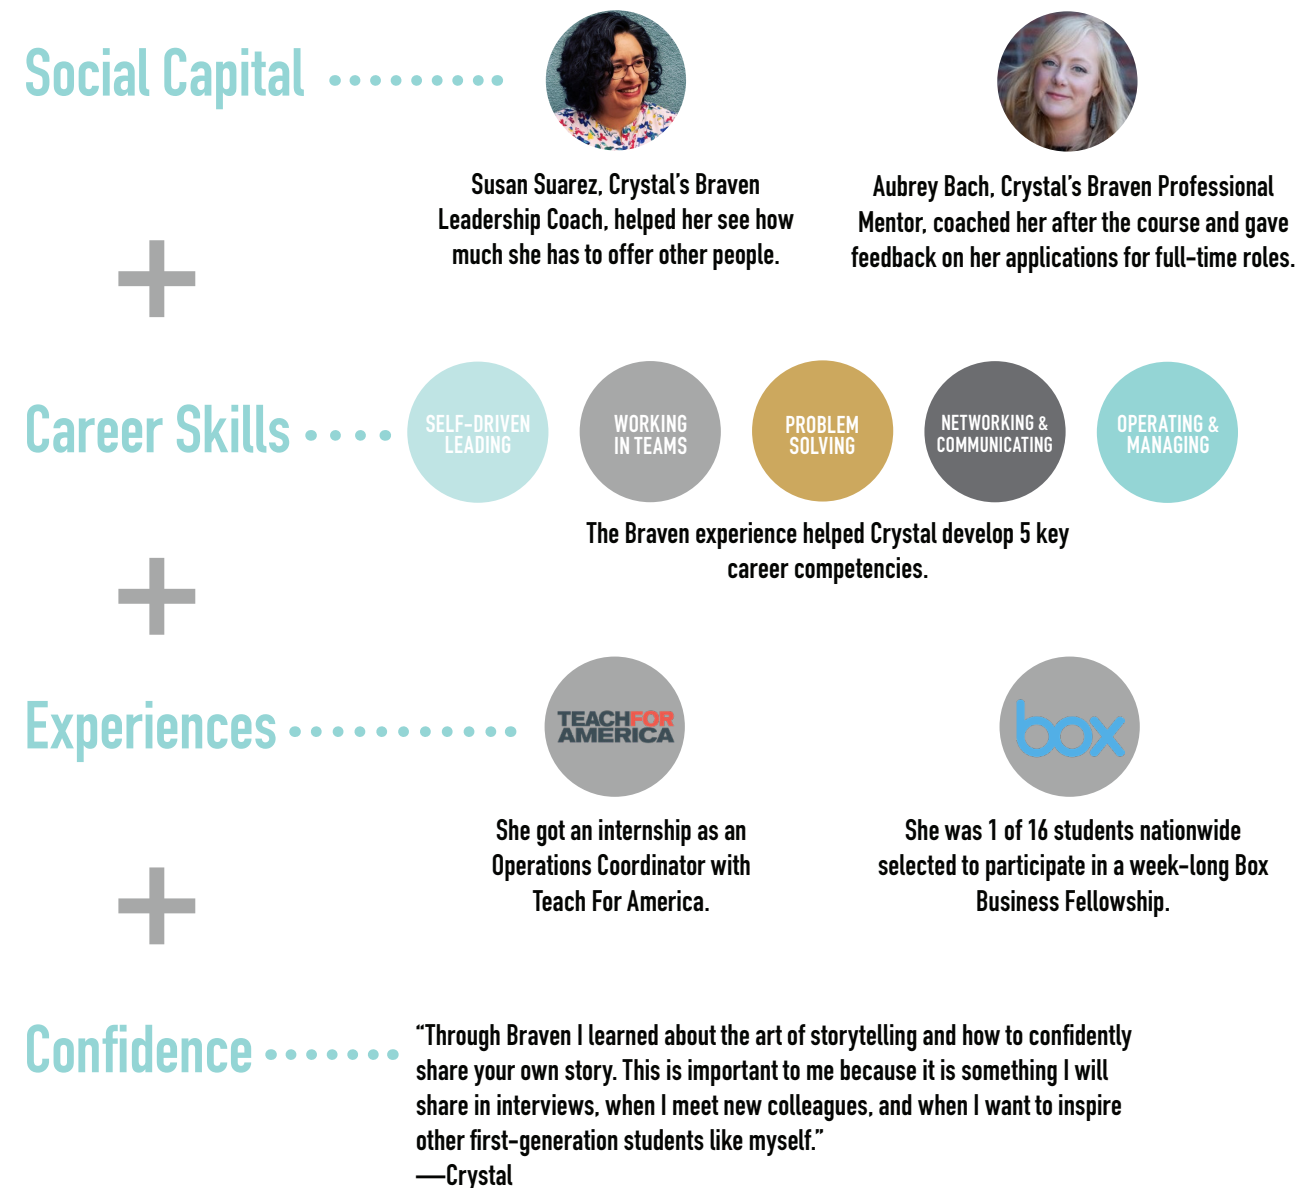 Social Capital
Susan Suarez, Crystal’s Braven
Leadership Coach, helped her see how
much she has to offer other people.
Aubrey Bach, Crystal’s Braven Professional
Mentor, coached her after the course and gave
feedback on her applications for full-time roles.
+
Career Skills
SELF-DRIVEN
LEADING
WORKING
IN TEAMS
PROBLEM
SOLVING
NETWORKING &
COMMUNICATING
OPERATING &
MANAGING
The Braven experience helped Crystal develop 5 key
career competencies.
+
Experiences
TEACHFOR
AMERICA
She got an internship as an
Operations Coordinator with
Teach For America.
box
She was 1 of 16 students nationwide
selected to participate in a week-long Box
Business Fellowship.
+
Confidence
“Through Braven I learned about the art of storytelling and how to confidently
share your own story. This is important to me because it is something I will
share in interviews, when I meet new colleagues, and when I want to inspire
other first-generation students like myself.”
—Crystal